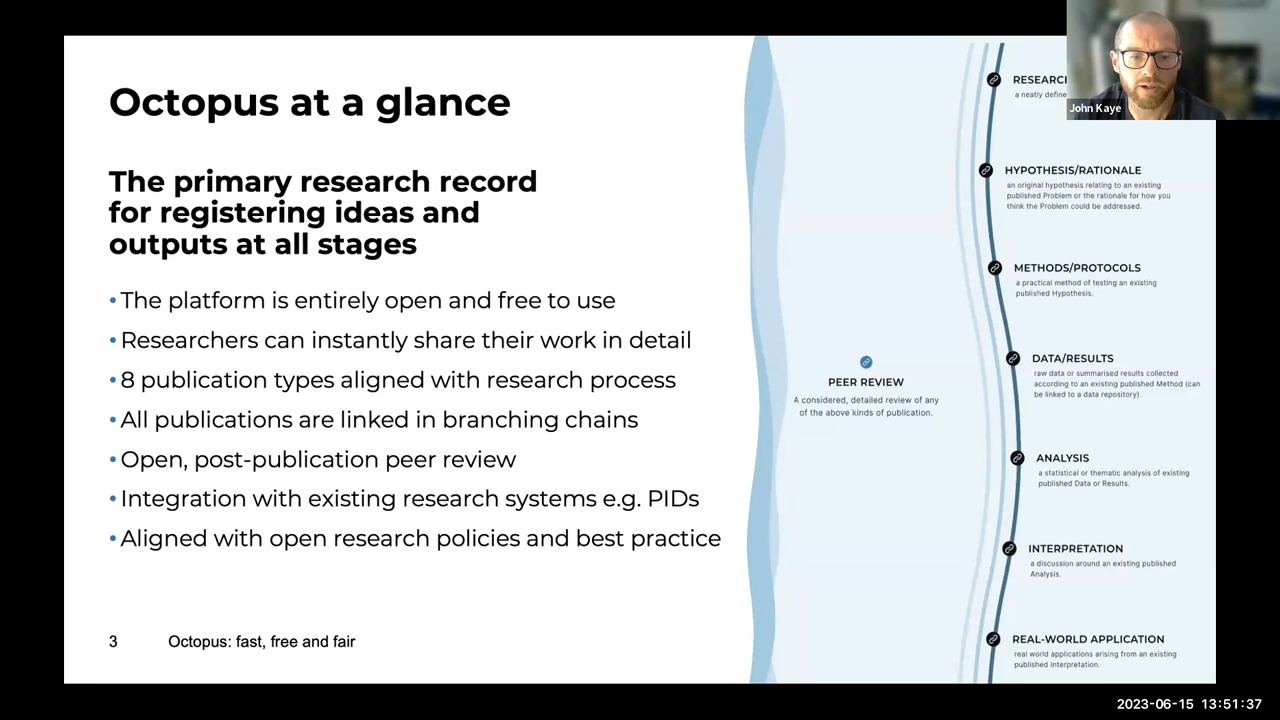 Octopus at a glance
The primary research record
for registering ideas and
outputs at all stages
•The platform is entirely open and free to use
•Researchers can instantly share their work in detail
•8 publication types aligned with research process
•All publications are linked in branching chains
•Open, post-publication peer review
•Integration with existing research systems e.g. PIDs
•Aligned with open research policies and best practice
3 Octopus: fast, free and fair
PEER REVIEW
A considered, detailed review of any
of the above kinds of publication.
a neatly
HYPOTHESIS/RATIONALE
an original hypothesis relating to an existing
published Problem or the rationale for how you
think the Problem could be addressed.
METHODS/PROTOCOLS
a practical method of testing an existing
published Hypothesis.
DATA/RESULTS
raw data or summarised results collected
according to an existing published Method (can
be linked to a data repository).
ANALYSIS
a statistical or thematic analysis of existing
published Data or Results.
INTERPRETATION
a discussion around an existing published
Analysis.
REAL-WORLD APPLICATION
real world applications arising from an existing
published Interpretation.
John Kaye
2023-06-15 13:51:37